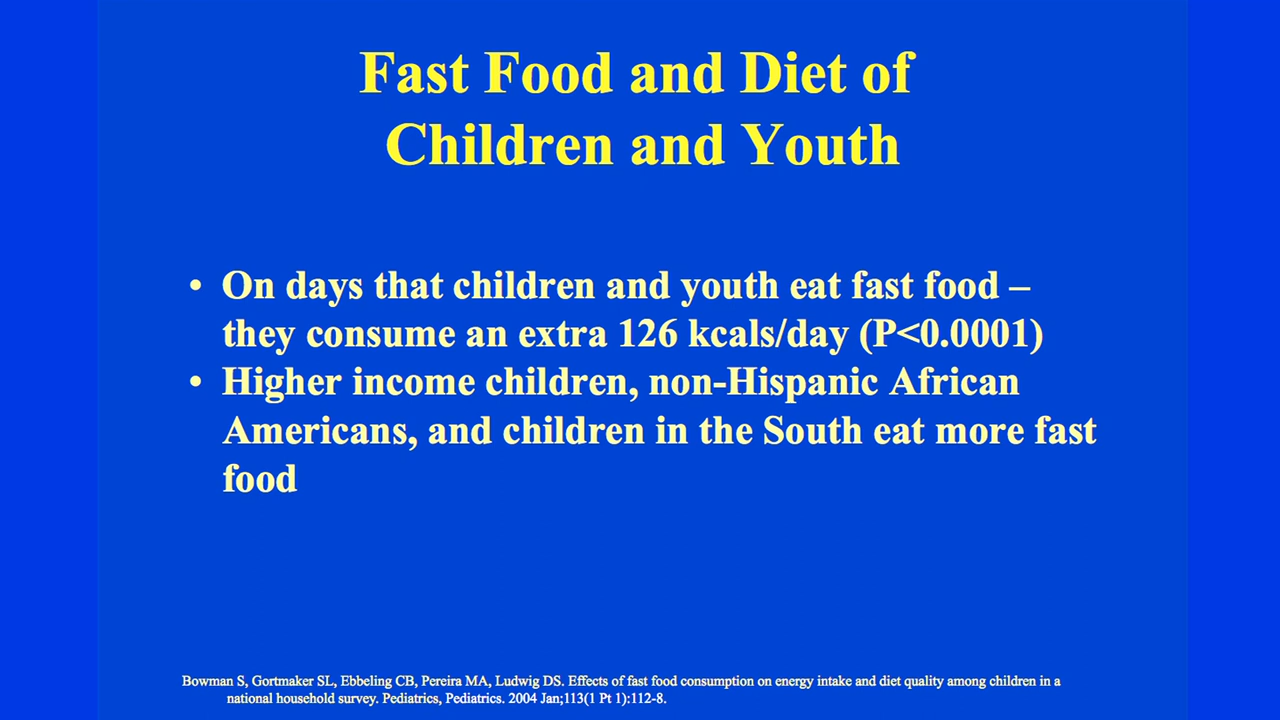 Fast Food and Diet of
Children and Youth
• On days that children and youth eat fast food –
they consume an extra 126 kcals/day (P<0.0001)
• Higher income children, non-Hispanic African
Americans, and children in the South eat more fast
food
Bowman S, Gortmaker SL, Ebbeling CB, Pereira MA, Ludwig DS. Effects of fast food consumption on energy intake and diet quality among children in a
national household survey. Pediatrics, Pediatrics. 2004 Jan;113(1 Pt 1):112-8.